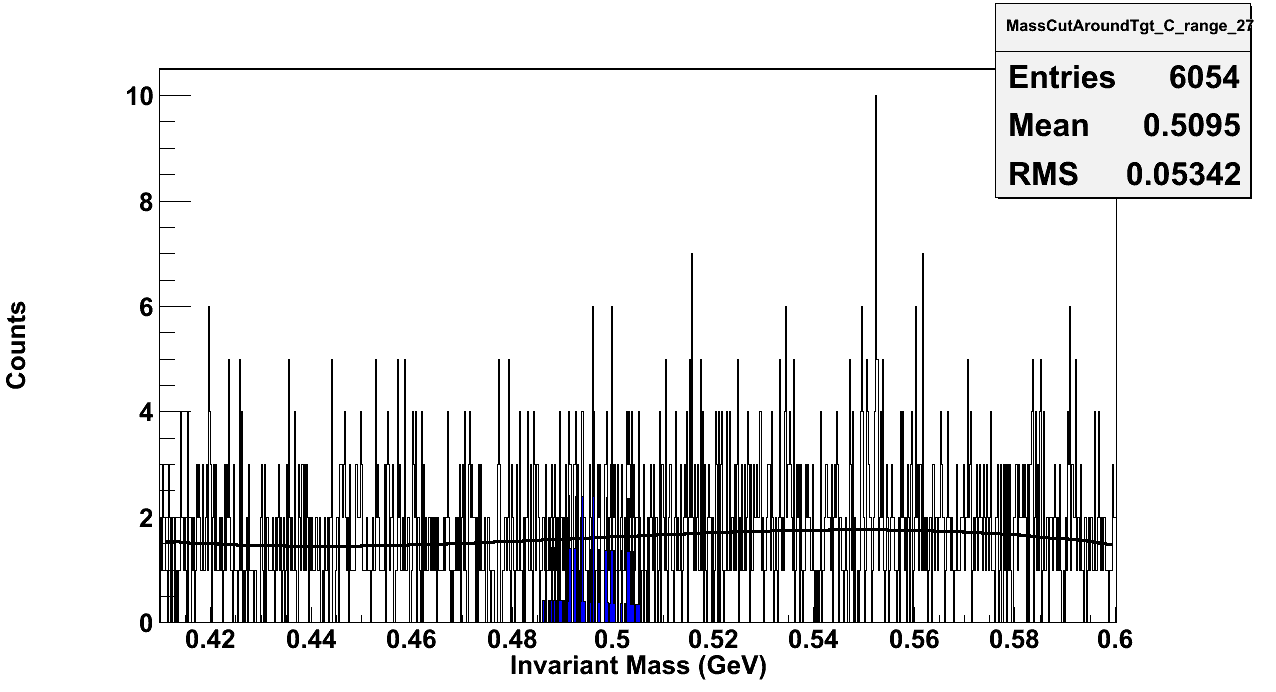 MassCutAroundTgt_C_range_27
Entries 6054
Mean 0.5095
RMS 0.05342
10
8
6
4
2
0
Counts
0.42 0.44 0.46 0.48 0.5 0.52 0.54 0.56 0.58 0.6
Invariant Mass (GeV)